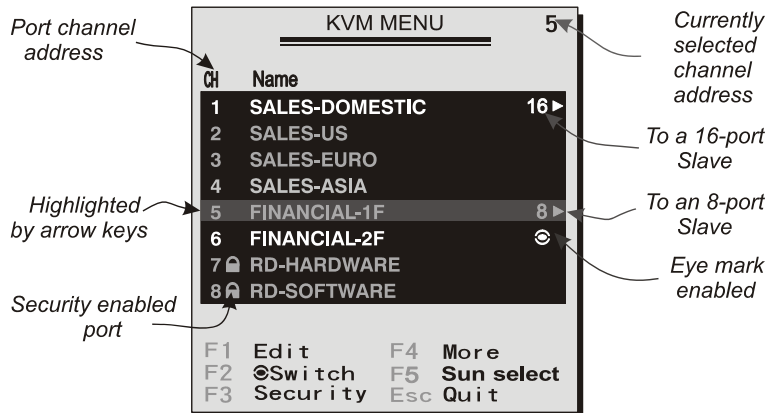 Port channel
address
KVM MENU 5
Currently
selected
channel
address
CH Name
1 SALES-DOMESTIC 16
2 SALES-US
3 SALES-EURO
4 SALES-ASIA
5 FINANCIAL-1F 8
6 FINANCIAL-2F
7 RD-HARDWARE
8 RD-SOFTWARE
To a 16-port
Slave
Highlighted
by arrow keys
To an 8-port
Slave
Eye mark
enabled
Security enabled
port
F1 Edit F4 More
F2 Switch F5 Sun select
F3 Security Esc Quit